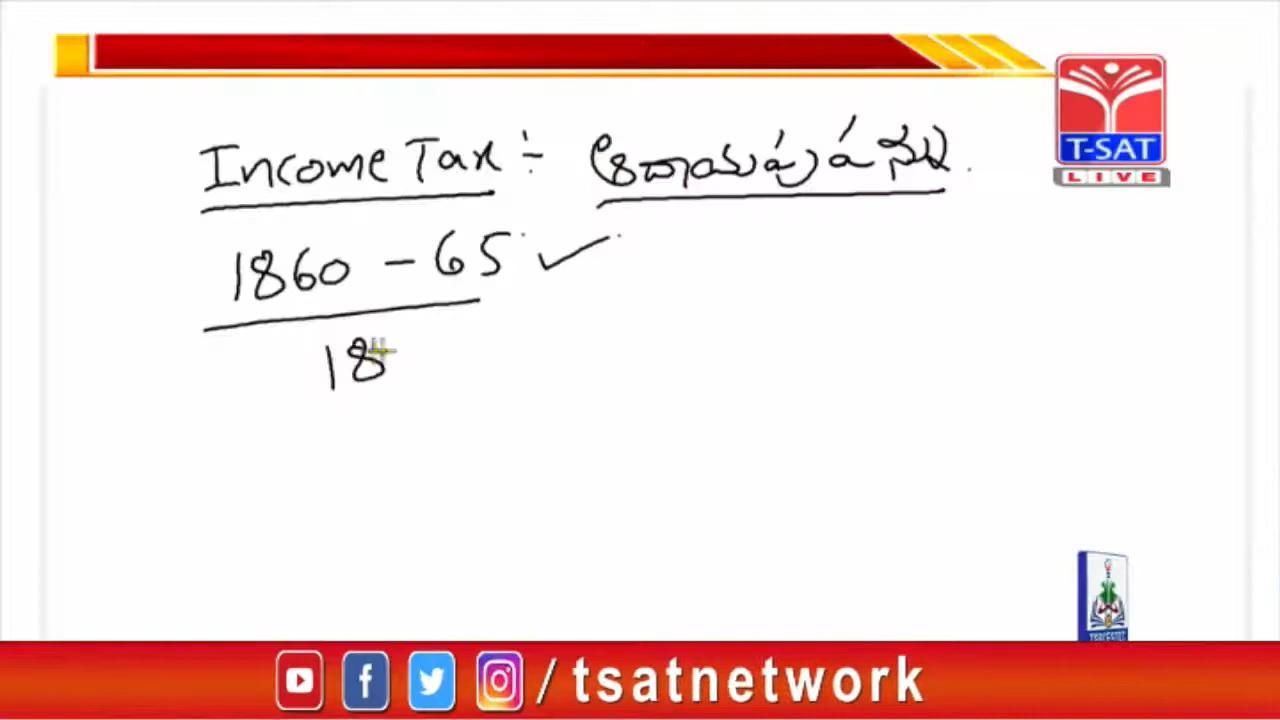 Income Tax :- ఆదాయపు పన్ను.
1860 - 65 ✓
18
T-SAT
LIVE
/ tsatnetwork